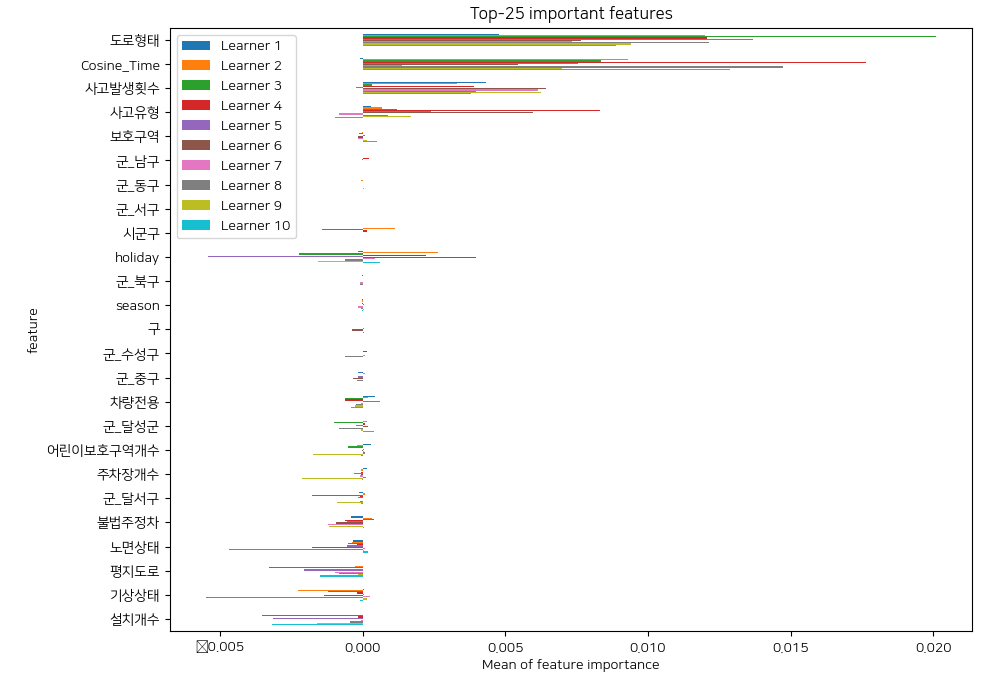 Top-25 important features
도로형태
Cosine_Time
사고발생횟수
사고유형
보호구역
군_남구
군_동구
군_서구
시군구
holiday
군_북구
season
구
군_수성구
군_중구
차량전용
군_달성군
어린이보호구역개수
주차장개수
군_달서구
불법주정차
노면상태
평지도로
기상상태
설치개수
feature
Learner 1
Learner 2
Learner 3
Learner 4
Learner 5
Learner 6
Learner 7
Learner 8
Learner 9
Learner 10
0.005 0.000 0.005 0.010 0.015 0.020
Mean of feature importance